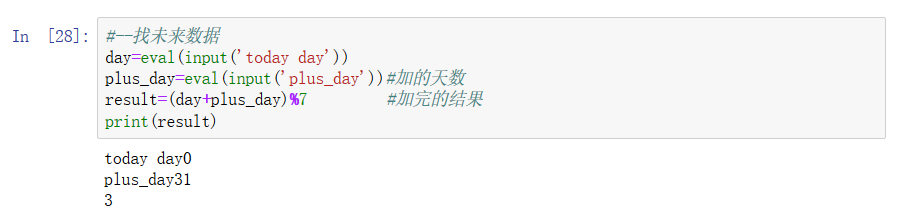 In [28]:
#--找未来数据
day=eval(input('today day'))
plus_day=eval(input('plus_day'))#加的天数
result=(day+plus_day)%7        #加完的结果
print(result)
today day0
plus_day31
3